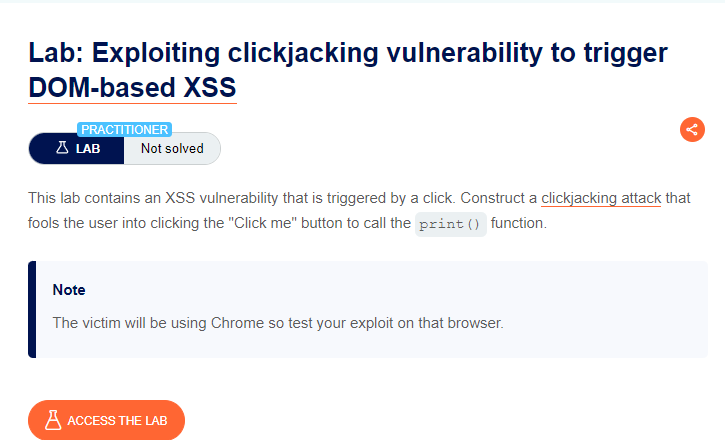 Lab: Exploiting clickjacking vulnerability to trigger
DOM-based XSS
PRACTITIONER
LAB Not solved
This lab contains an XSS vulnerability that is triggered by a click. Construct a clickjacking attack that
fools the user into clicking the "Click me" button to call the print() function.
Note
The victim will be using Chrome so test your exploit on that browser.
ACCESS THE LAB